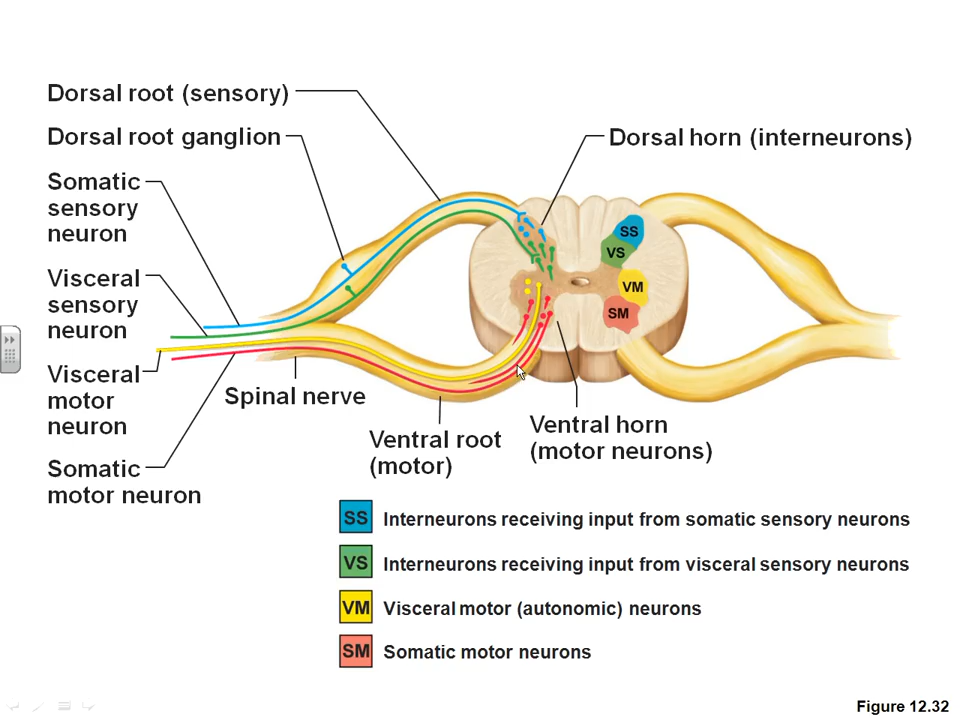 Dorsal root (sensory)
Dorsal root ganglion
Somatic
sensory
neuron
Visceral
sensory
neuron
Visceral
motor
neuron
Somatic
motor neuron
Spinal nerve
Ventral root
(motor)
Ventral horn
(motor neurons)
Dorsal horn (interneurons)
SS
VS
VM
SM
SS Interneurons receiving input from somatic sensory neurons
VS Interneurons receiving input from visceral sensory neurons
VM Visceral motor (autonomic) neurons
SM Somatic motor neurons
Figure 12.32